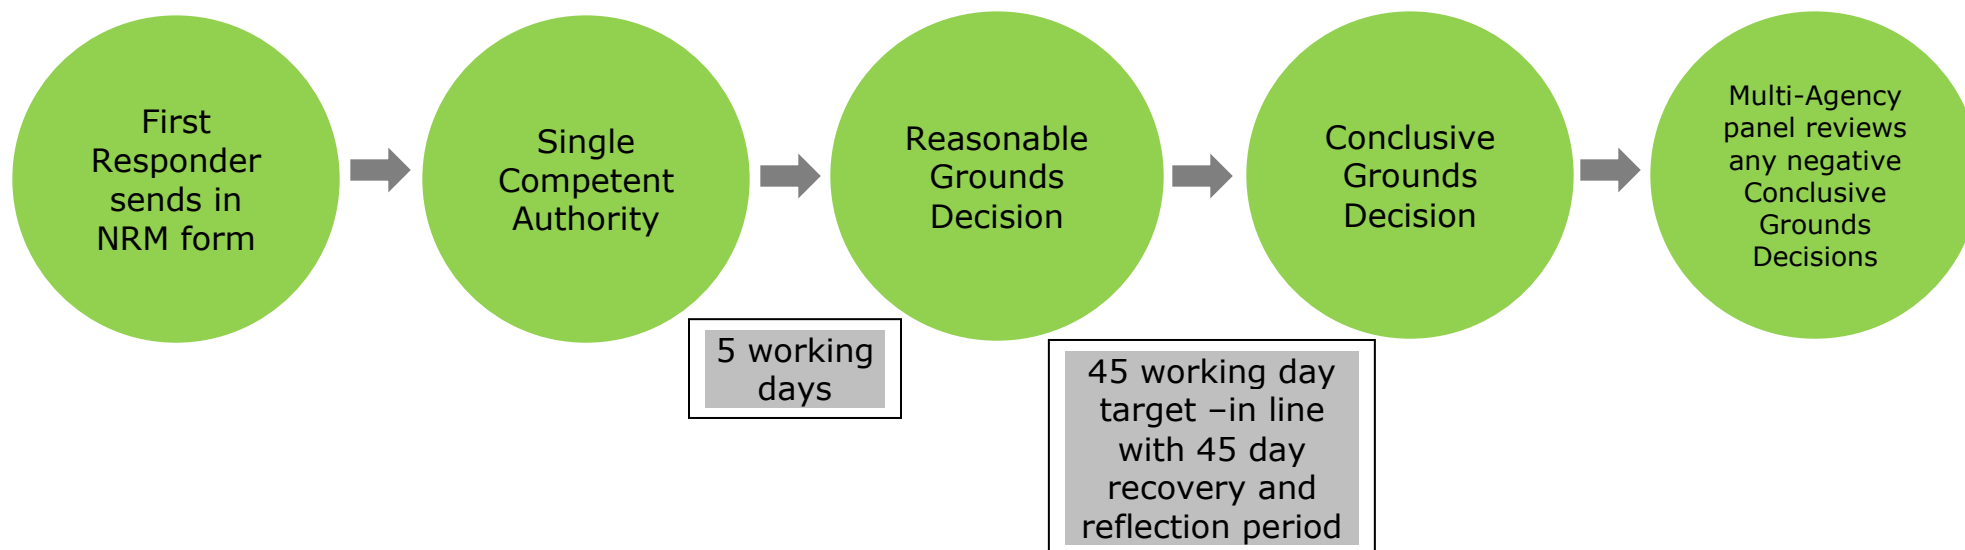 First
Responder
sends in
NRM form
Single
Competent
Authority
Reasonable
Grounds
Decision
Conclusive
Grounds
Decision
Multi-Agency
panel reviews
any negative
Conclusive
Grounds
Decisions
5 working
days
45 working day
target –in line
with 45 day
recovery and
reflection period